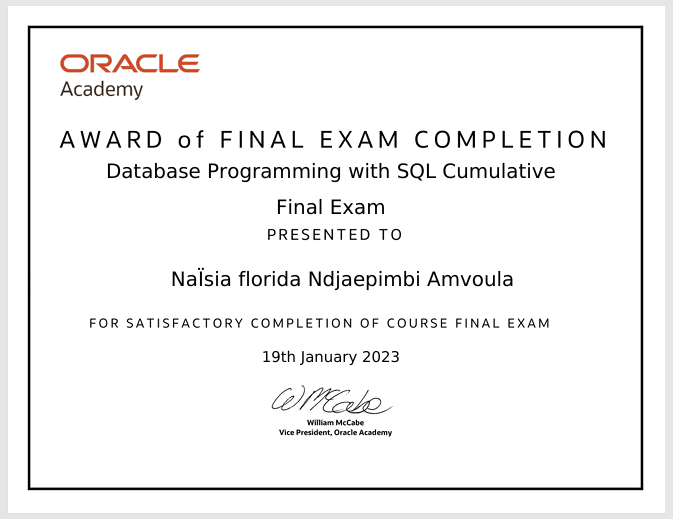 ORACLE
Academy
AWARD of FINAL EXAM COMPLETION
Database Programming with SQL Cumulative
Final Exam
PRESENTED TO
NaÏsia florida Ndjaepimbi Amvoula
FOR SATISFACTORY COMPLETION OF COURSE FINAL EXAM
19th January 2023
WMcCabe
William McCabe
Vice President, Oracle Academy